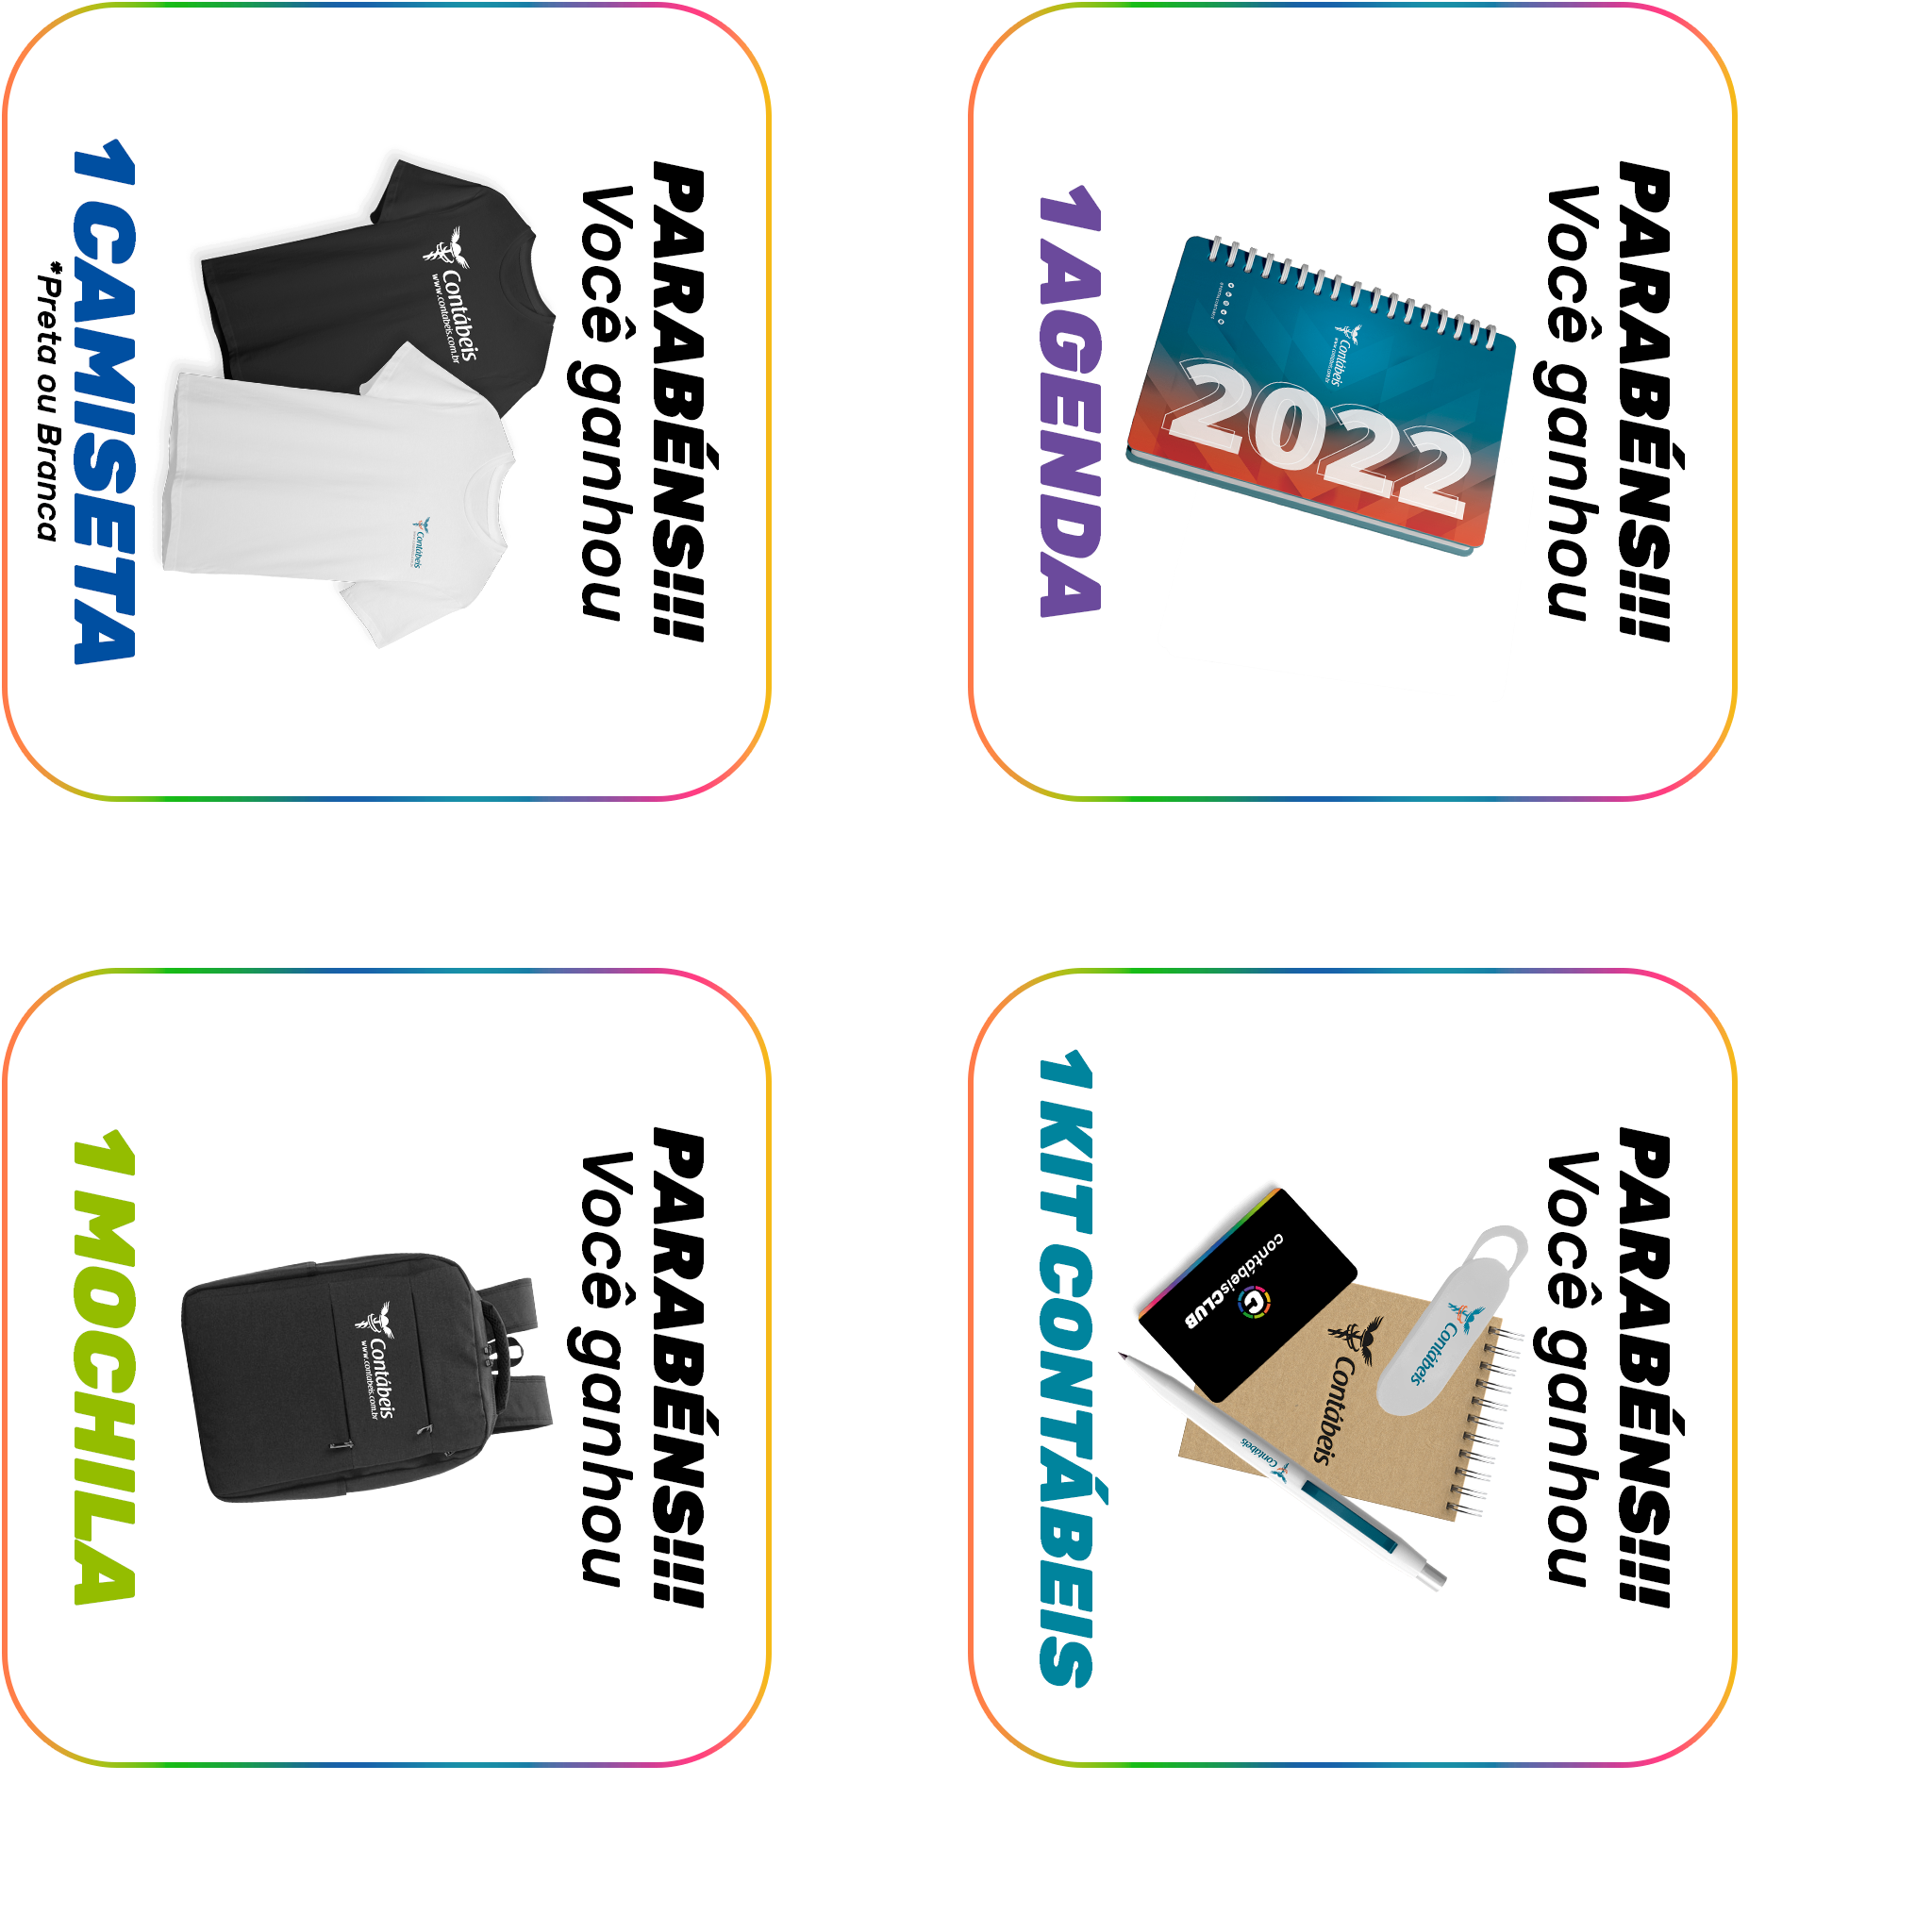 PARABÉNS!!!
Você ganhou
Contábeis
www.contabeis.com.br
Contábeis
1 CAMISETA
*Preta ou Branca
PARABÉNS!!!
Você ganhou
Contábeis
2022
1 AGENDA
PARABÉNS!!!
Você ganhou
Contábeis
www.contabeis.com.br
1 MOCHILA
PARABÉNS!!!
Você ganhou
Contábeis
contábeisCLUB
Contábeis
Contábeis
1 KIT CONTÁBEIS